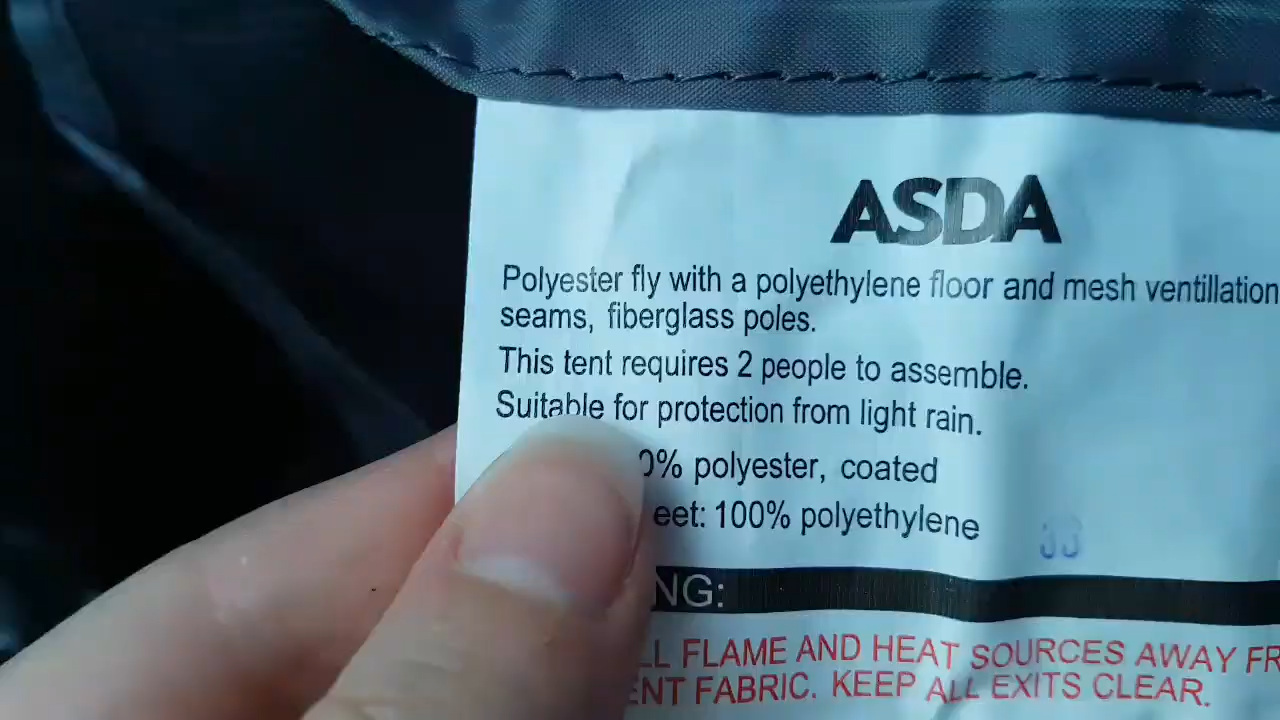 ASDA
Polyester fly with a polyethylene floor and mesh ventillation
seams, fiberglass poles.
This tent requires 2 people to assemble.
Suitable for protection from light rain.
0% polyester, coated
eet: 100% polyethylene
33
NG:
LL FLAME AND HEAT SOURCES AWAY FR
ENT FABRIC. KEEP ALL EXITS CLEAR.